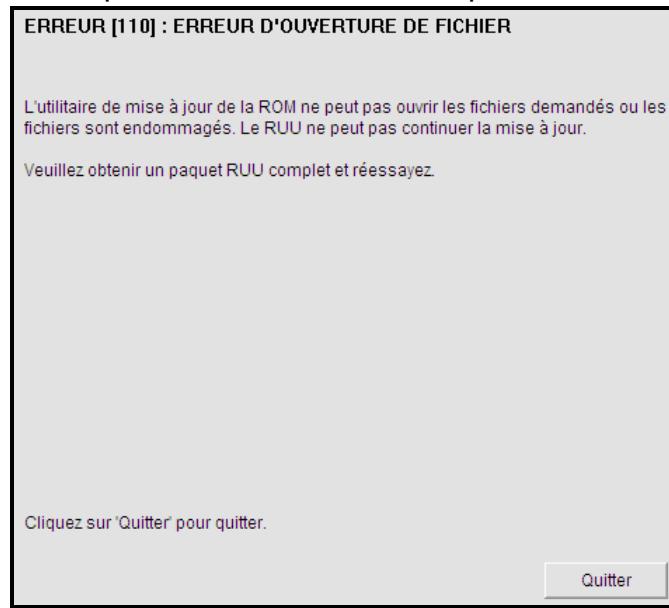 ERREUR [110] : ERREUR D'OUVERTURE DE FICHIER
L'utilitaire de mise à jour de la ROM ne peut pas ouvrir les fichiers demandés ou les
fichiers sont endommagés. Le RUU ne peut pas continuer la mise à jour.
Veuillez obtenir un paquet RUU complet et réessayez.
Cliquez sur 'Quitter' pour quitter.
Quitter